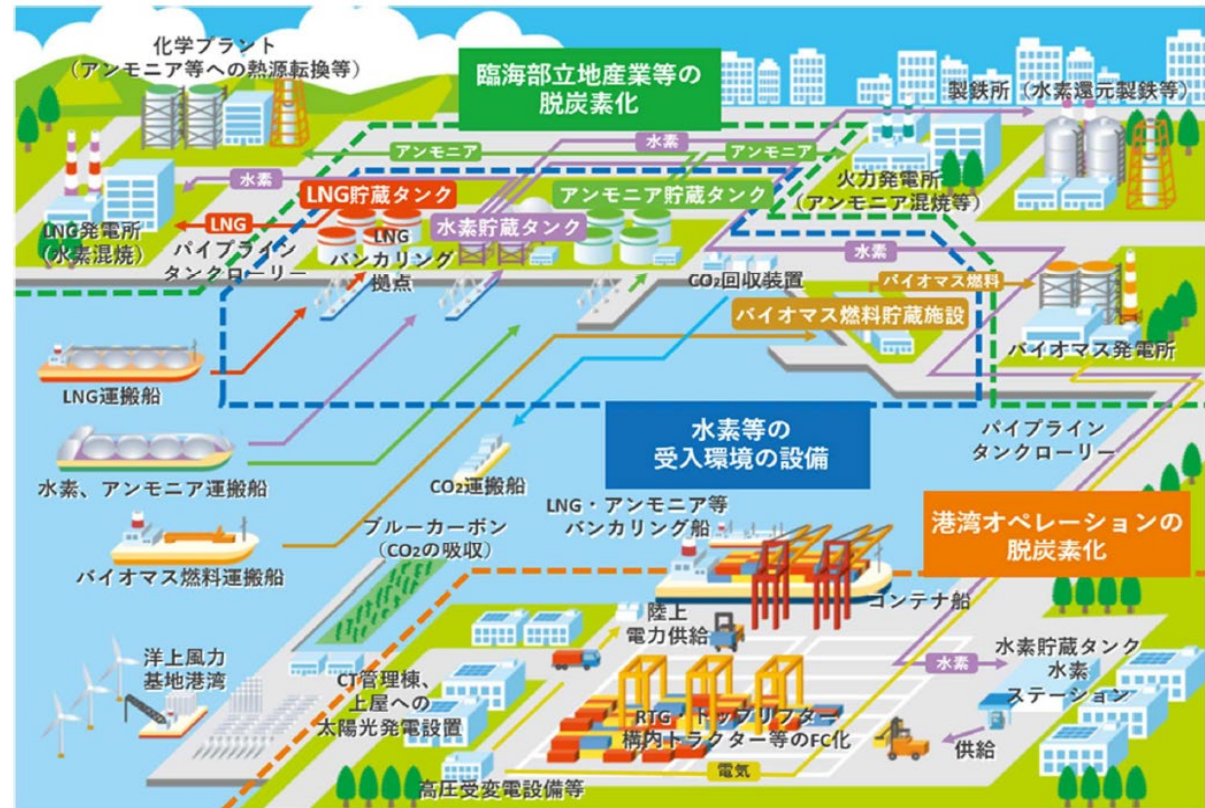 化学プラント
(アンモニア等への熱源転換等)
臨海部立地産業等の
脱炭素化
製鉄所（水素還元製鉄等）
アンモニア
水素
アンモニア
水素
LNG貯蔵タンク
アンモニア貯蔵タンク
火力発電所
(アンモニア混焼等)
LNG
水素貯蔵タンク
LNG発電所
(水素混焼)
パイプライン
タンクローリー
LNG
バンカリング
拠点
水素
CO₂回収装置
バイオマス燃料
バイオマス燃料貯蔵施設
バイオマス発電所
LNG運搬船
水素等の
受入環境の設備
パイプライン
タンクローリー
水素、アンモニア運搬船
CO₂運搬船
LNG・アンモニア等
バンカリング船
港湾オペレーションの
脱炭素化
ブルーカーボン
(CO₂の吸収)
バイオマス燃料運搬船
コンテナ船
陸上
電力供給
洋上風力
基地港湾
CT管理棟、
上屋への
太陽光発電設置
水素
水素貯蔵タンク
水素
ステーション
RTG・トップリフター
構内トラクター等のFC化
供給
電気
高圧受変電設備等